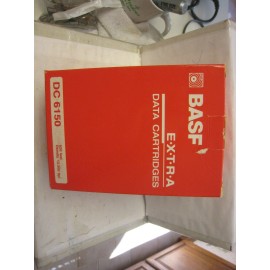 BASF
E·X·T·R·A
DATA CARTRIDGES
DC 6150